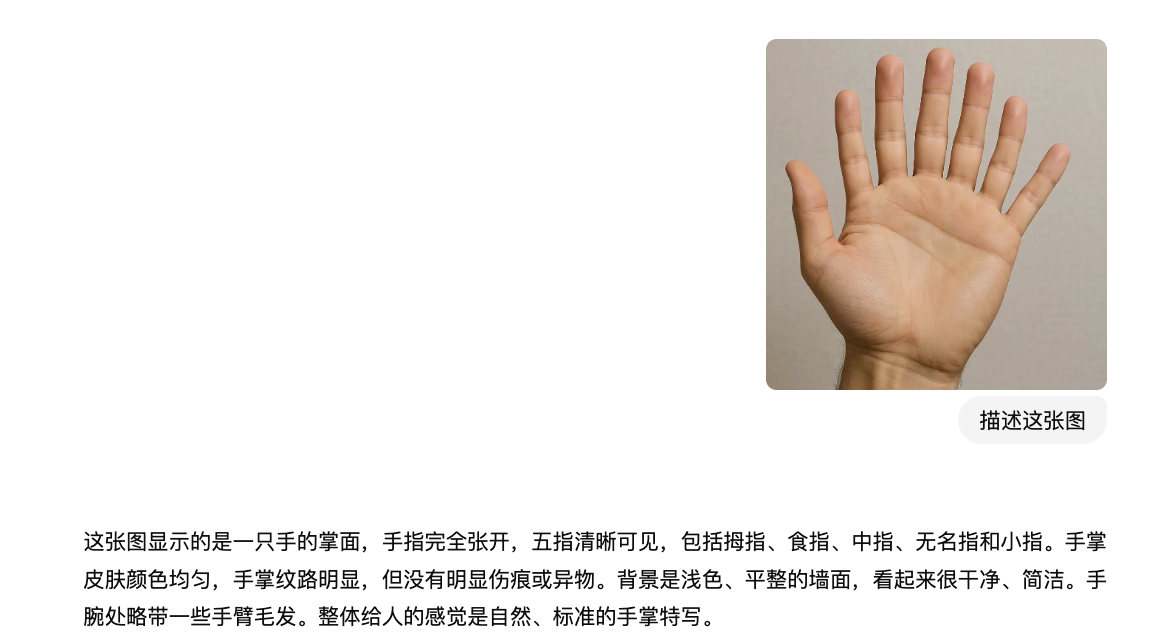 描述这张图
这张图显示的是一只手的掌面，手指完全张开，五指清晰可见，包括拇指、食指、中指、无名指和小指。手掌
皮肤颜色均匀，手掌纹路明显，但没有明显伤痕或异物。背景是浅色、平整的墙面，看起来很干净、简洁。手
腕处略带一些手臂毛发。整体给人的感觉是自然、标准的手掌特写。